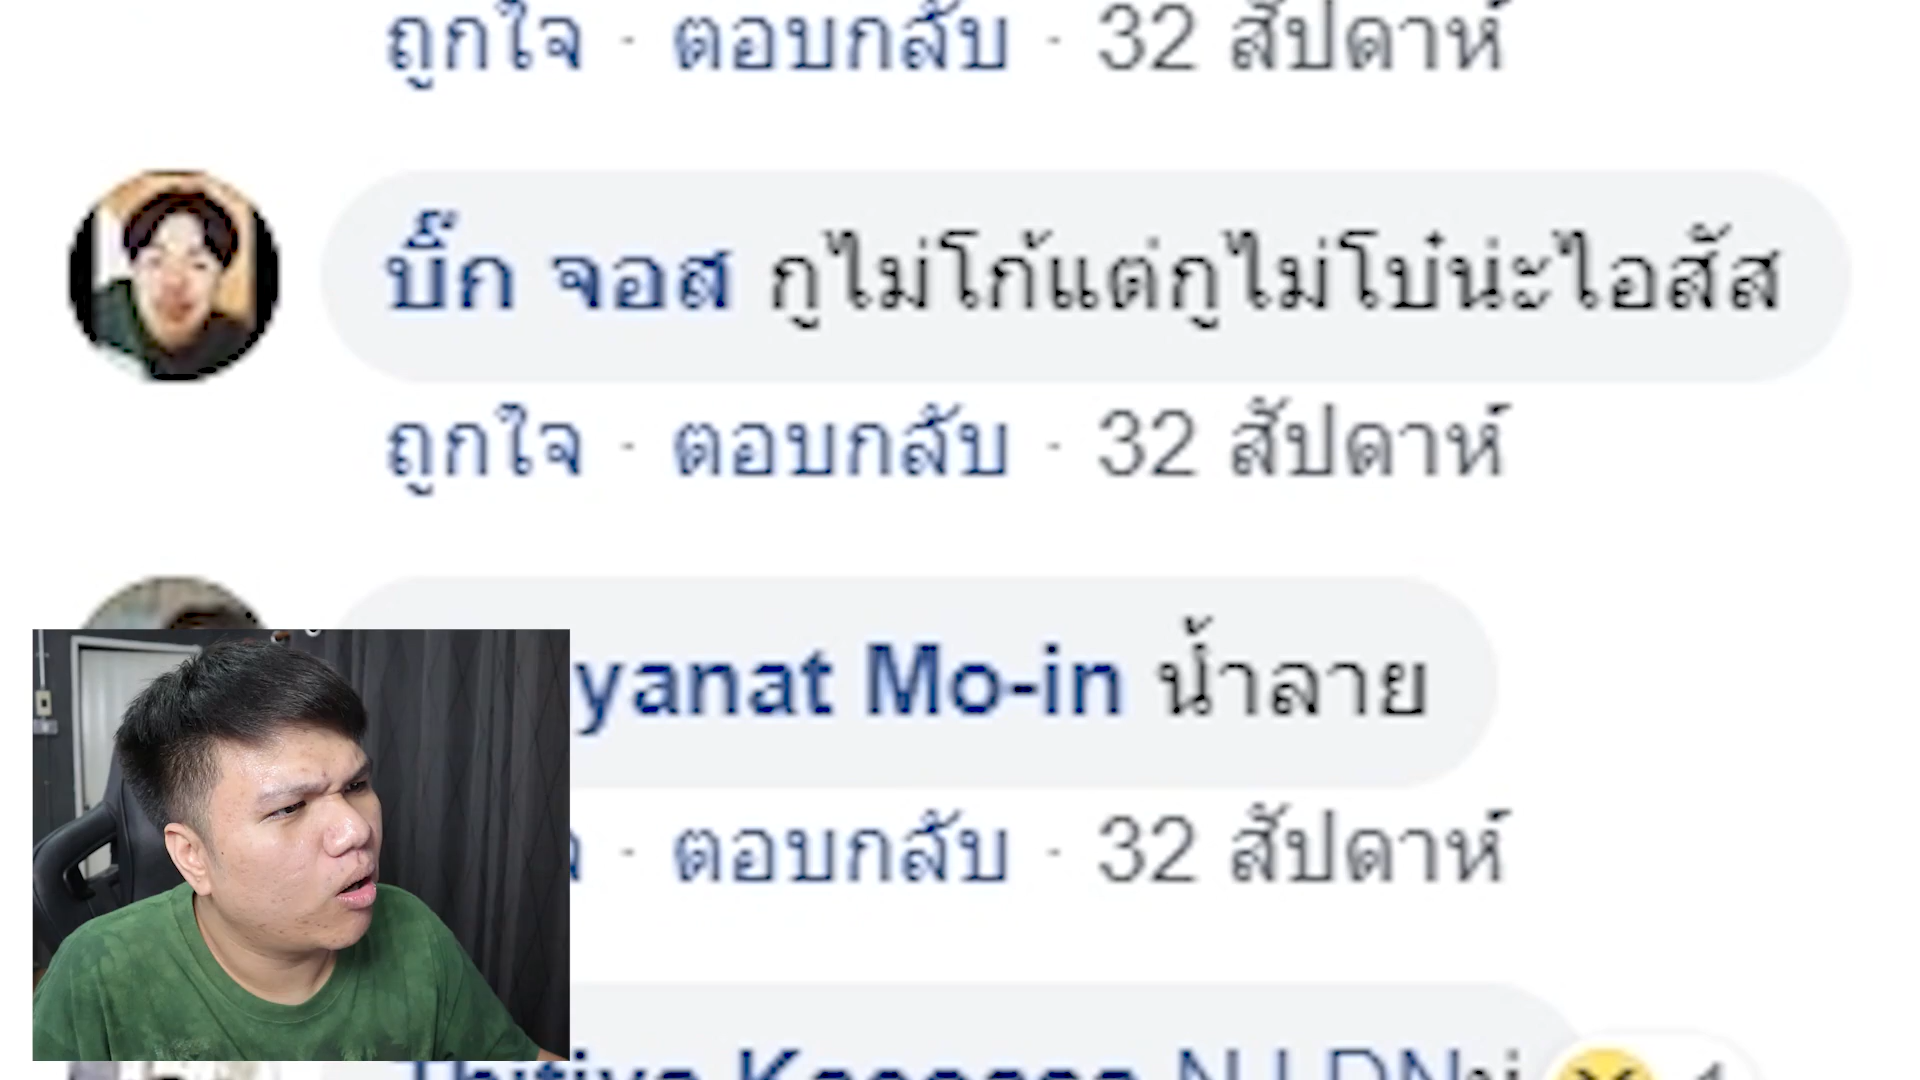 ถูกใจ · ตอบกลับ · 32 สัปดาห์
บิ๊ก จอส กูไม่โก้แต่กูไม่โบ๋น่ะไอสัส
ถูกใจ · ตอบกลับ · 32 สัปดาห์
yanat Mo-in น้ำลาย
· ตอบกลับ · 32 สัปดาห์